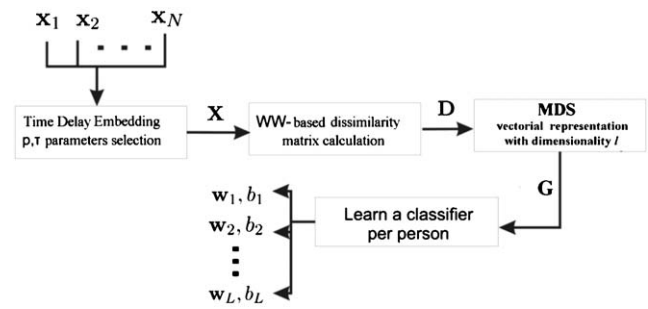 x1 x2 ... xN
Time Delay Embedding
p,τ parameters selection
X
WW-based dissimilarity
matrix calculation
D
MDS
vectorial representation
with dimensionality l
G
Learn a classifier
per person
w1, b1
w2, b2
⋮
wL, bL